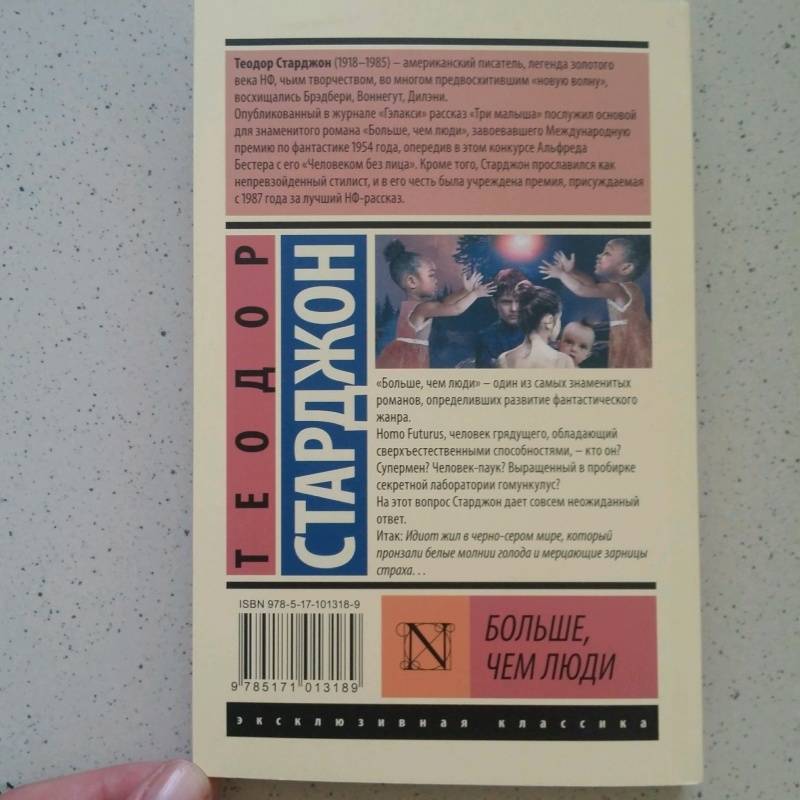 Теодор Старджон (1918–1985) – американский писатель, легенда золотого
века НФ, чьим творчеством, во многом предвосхитившим «новую волну»,
восхищались Брэдбери, Воннегут, Дилэни.
Опубликованный в журнале «Гэлакси» рассказ «Три малыша» послужил основой
для знаменитого романа «Больше, чем люди», завоевавшего Международную
премию по фантастике 1954 года, опередив в этом конкурсе Альфреда
Бестера с его «Человеком без лица». Кроме того, Старджон прославился как
непревзойденный стилист, и в его честь была учреждена премия, присуждаемая
с 1987 года за лучший НФ-рассказ.
ТЕОДОР
СТАРДЖОН
«Больше, чем люди» – один из самых знаменитых
романов, определивших развитие фантастического
жанра.
Homo Futurus, человек грядущего, обладающий
сверхъестественными способностями, – кто он?
Супермен? Человек-паук? Выращенный в пробирке
секретной лаборатории гомункулус?
На этот вопрос Старджон дает совсем неожиданный
ответ.
Итак: Идиот жил в черно-сером мире, который
пронзали белые молнии голода и мерцающие зарницы
страха...
ISBN 978-5-17-101318-9
9 785171 013189
N
БОЛЬШЕ,
ЧЕМ ЛЮДИ
эксклюзивная классика